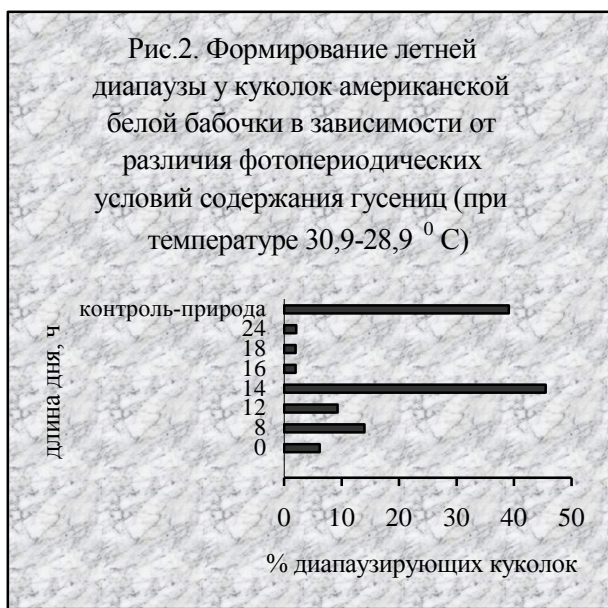 Рис.2. Формирование летней
диапаузы у куколок американской
белой бабочки в зависимости от
различия фотопериодических
условий содержания гусениц (при
температуре 30,9-28,9 ⁰ С)
длина дня, ч
контроль-природа
24
18
16
14
12
8
0
0 10 20 30 40 50
% диапаузирующих куколок